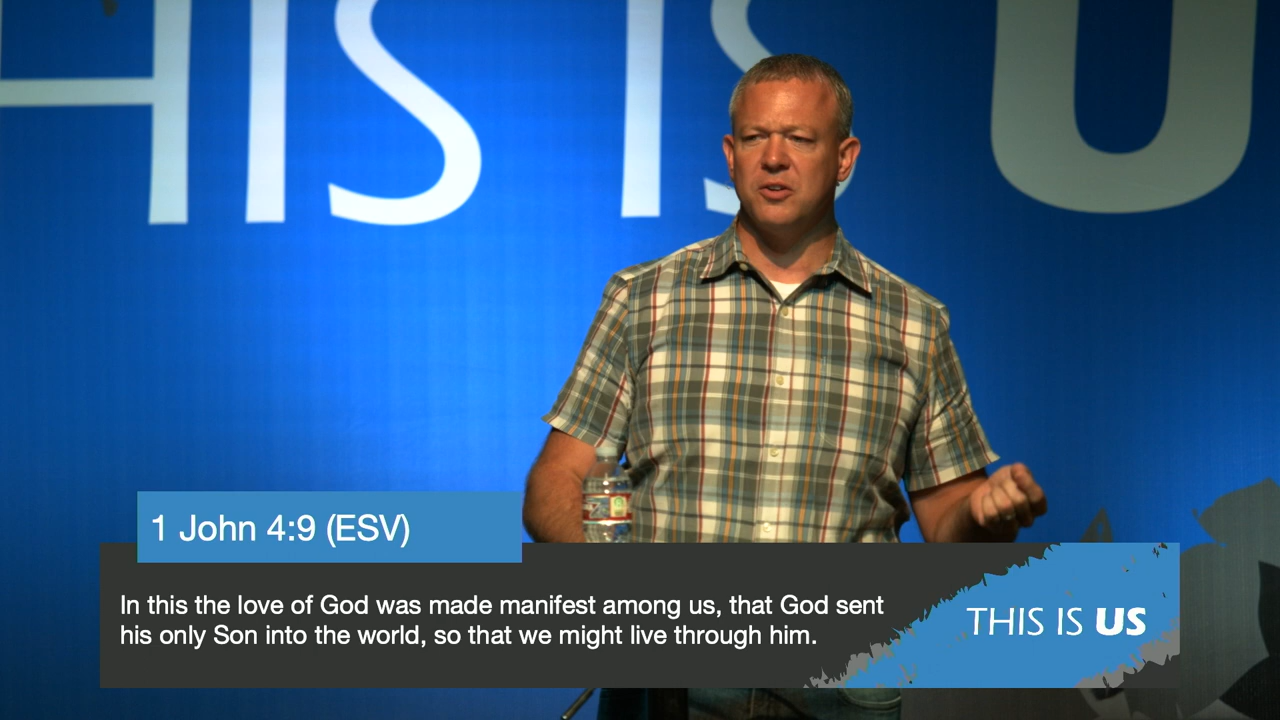 THIS IS U
1 John 4:9 (ESV)
In this the love of God was made manifest among us, that God sent
his only Son into the world, so that we might live through him.
THIS IS US